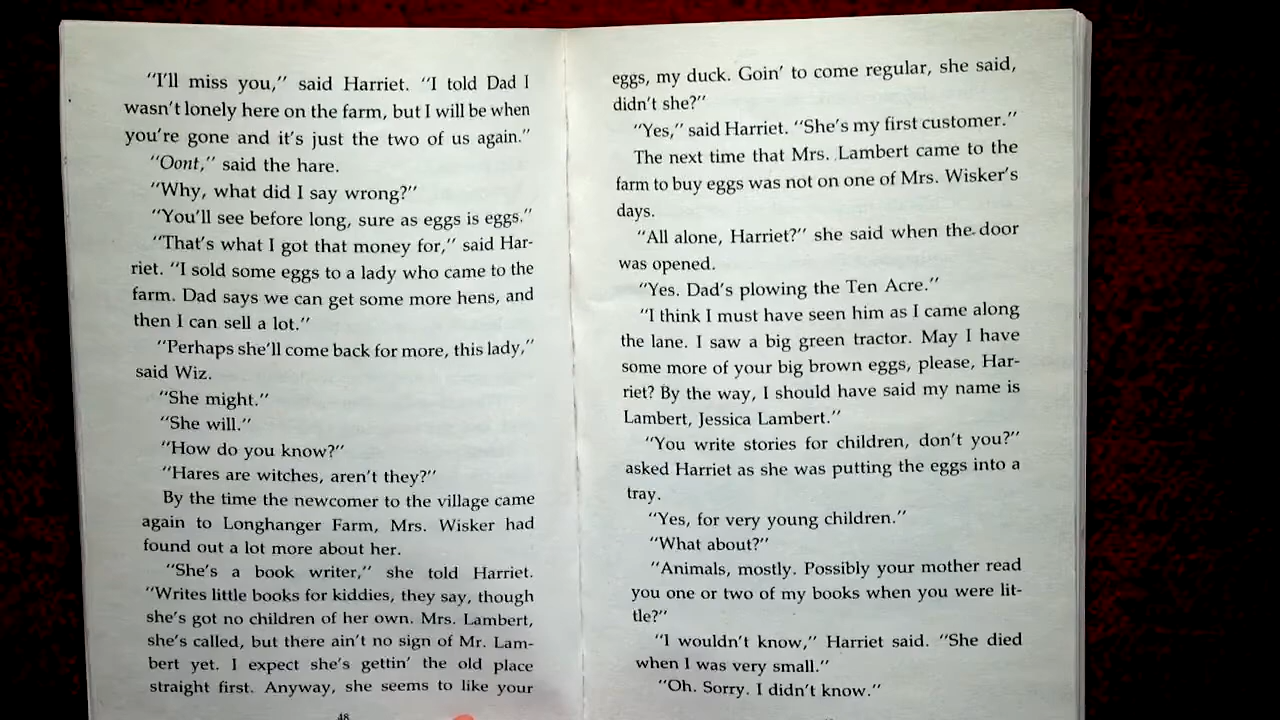 "I'll miss you," said Harriet. "I told Dad I
wasn't lonely here on the farm, but I will be when
you're gone and it's just the two of us again."
"Oont," said the hare.
"Why, what did I say wrong?"
"You'll see before long, sure as eggs is eggs."
"That's what I got that money for," said Har-
riet. "I sold some eggs to a lady who came to the
farm. Dad says we can get some more hens, and
then I can sell a lot."
"Perhaps she'll come back for more, this lady,"
said Wiz.
"She might."
"She will."
"How do you know?"
"Hares are witches, aren't they?"
By the time the newcomer to the village came
again to Longhanger Farm, Mrs. Wisker had
found out a lot more about her.
"She's a book writer," she told Harriet.
"Writes little books for kiddies, they say, though
she's got no children of her own. Mrs. Lambert,
she's called, but there ain't no sign of Mr. Lam-
bert yet. I expect she's gettin' the old place
straight first. Anyway, she seems to like your
48
eggs, my duck. Goin' to come regular, she said,
didn't she?"
"Yes," said Harriet. "She's my first customer."
The next time that Mrs. Lambert came to the
farm to buy eggs was not on one of Mrs. Wisker's
days.
"All alone, Harriet?" she said when the door
was opened.
"Yes. Dad's plowing the Ten Acre."
"I think I must have seen him as I came along
the lane. I saw a big green tractor. May I have
some more of your big brown eggs, please, Har-
riet? By the way, I should have said my name is
Lambert, Jessica Lambert."
"You write stories for children, don't you?"
asked Harriet as she was putting the eggs into a
tray.
"Yes, for very young children."
"What about?"
"Animals, mostly. Possibly your mother read
you one or two of my books when you were lit-
tle?"
"I wouldn't know," Harriet said. "She died
when I was very small."
"Oh. Sorry. I didn't know."